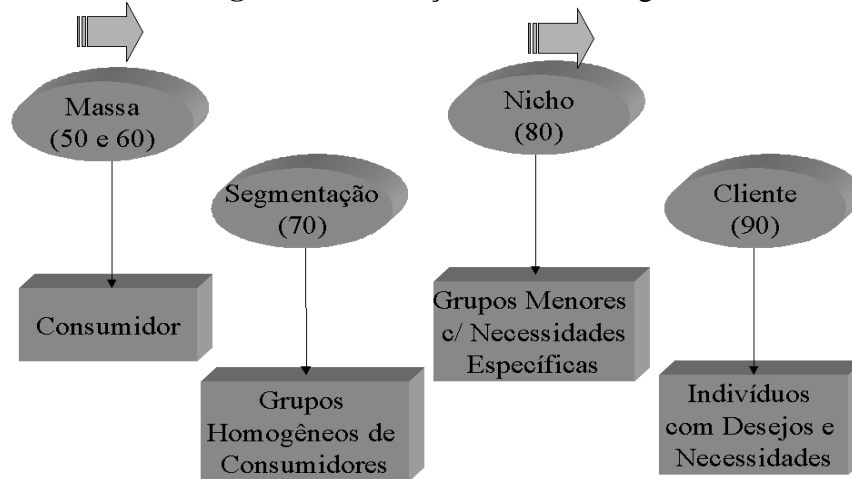 Massa
(50 e 60)
Nicho
(80)
Segmentação
(70)
Cliente
(90)
Consumidor
Grupos Menores
c/ Necessidades
Específicas
Grupos
Homogêneos de
Consumidores
Indivíduos
com Desejos e
Necessidades